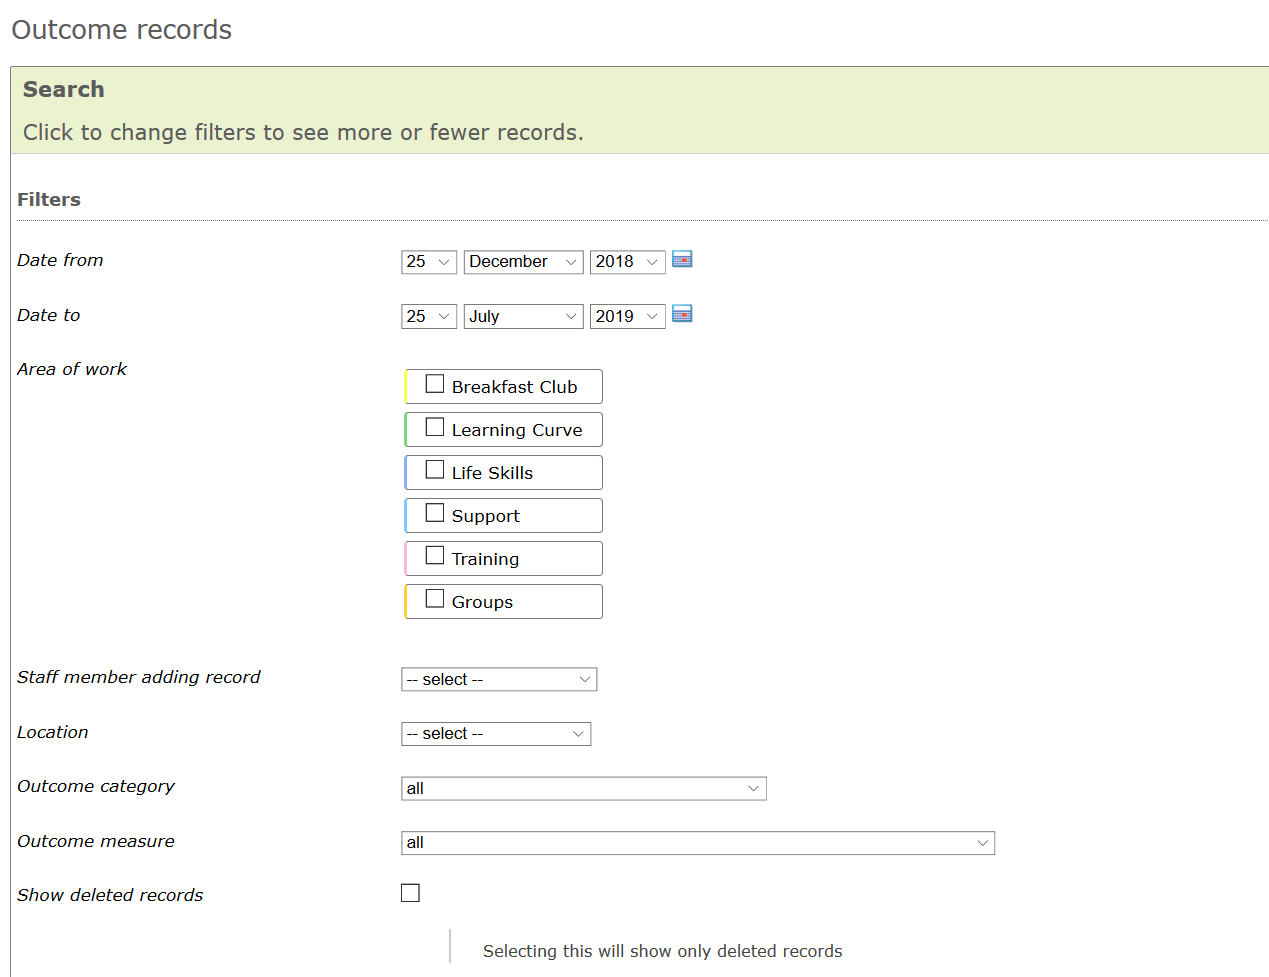 Outcome records
Search
Click to change filters to see more or fewer records.
Filters
Date from 25 December 2018
Date to 25 July 2019
Area of work
Breakfast Club
Learning Curve
Life Skills
Support
Training
Groups
Staff member adding record -- select --
Location -- select --
Outcome category all
Outcome measure all
Show deleted records
Selecting this will show only deleted records